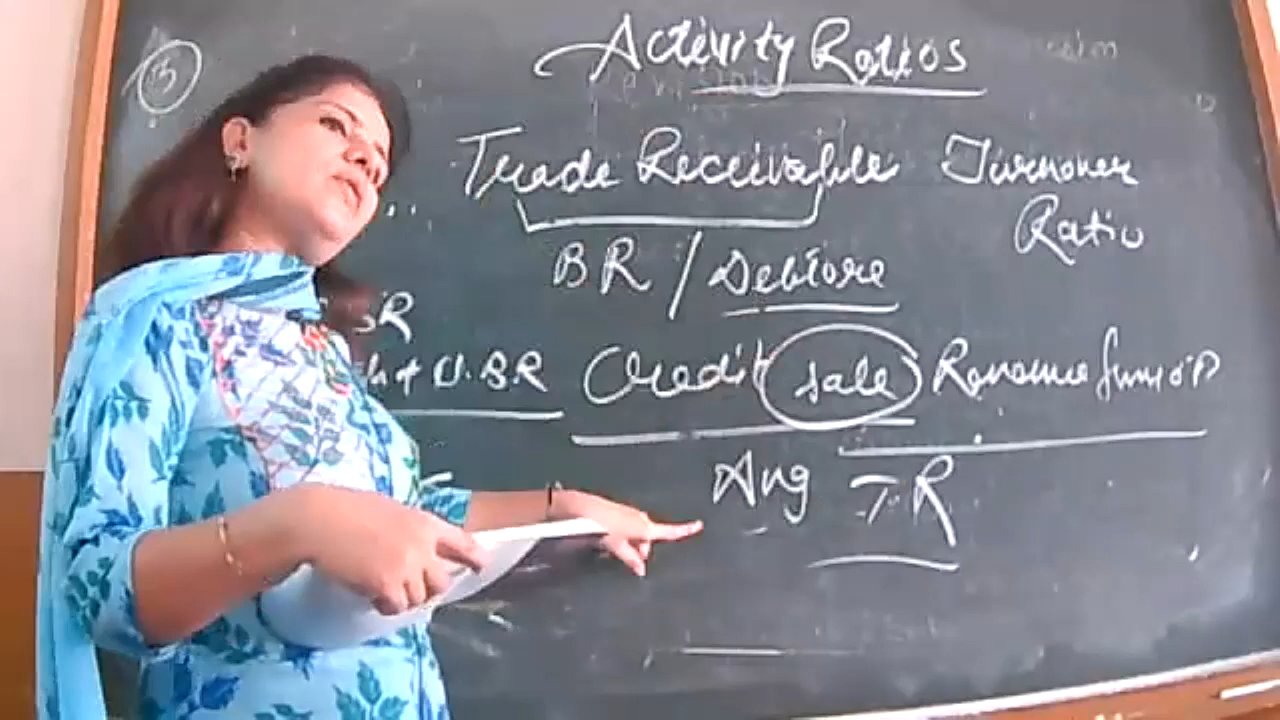 3
Activity Ratios
Trade Receivable Turnover
Ratio
BR / Debtors
Credit sale Revenue from
Avg T.R